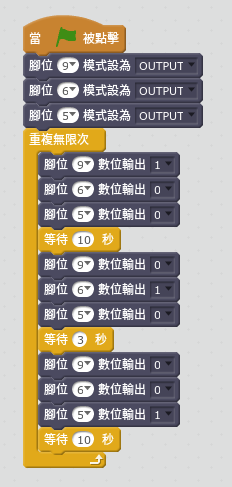 當 被點擊
腳位 9 模式設為 OUTPUT
腳位 6 模式設為 OUTPUT
腳位 5 模式設為 OUTPUT
重複無限次
腳位 9 數位輸出 1
腳位 6 數位輸出 0
腳位 5 數位輸出 0
等待 10 秒
腳位 9 數位輸出 0
腳位 6 數位輸出 1
腳位 5 數位輸出 0
等待 3 秒
腳位 9 數位輸出 0
腳位 6 數位輸出 0
腳位 5 數位輸出 1
等待 10 秒